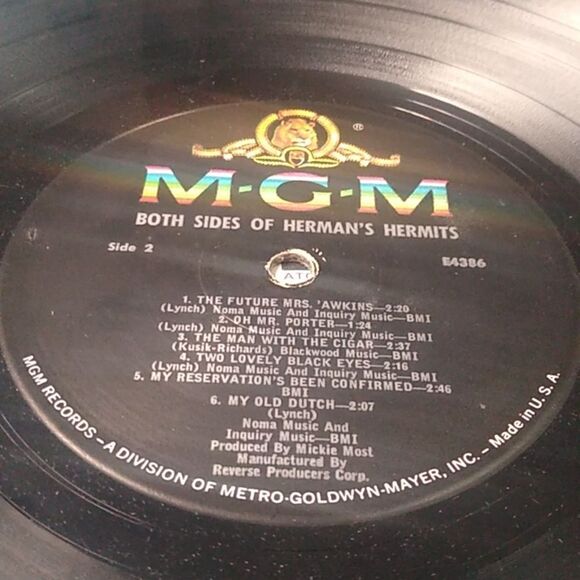 ®
M-G-M
BOTH SIDES OF HERMAN'S HERMITS
Side 2
E4386
1. THE FUTURE MRS. 'AWKINS—2:20
(Lynch) Noma Music And Inquiry Music—BMI
2. OH MR. PORTER—1:24
(Lynch) Noma Music And Inquiry Music—BMI
3. THE MAN WITH THE CIGAR—2:37
(Kusik-Richards) Blackwood Music—BMI
4. TWO LOVELY BLACK EYES—2:16
(Lynch) Noma Music And Inquiry Music—BMI
5. MY RESERVATION'S BEEN CONFIRMED—2:46
BMI
6. MY OLD DUTCH—2:07
(Lynch)
Noma Music And
Inquiry Music—BMI
Produced By Mickie Most
Manufactured By
Reverse Producers Corp.
MGM RECORDS—A DIVISION OF METRO-GOLDWYN-MAYER, INC. – Made in U.S.A.